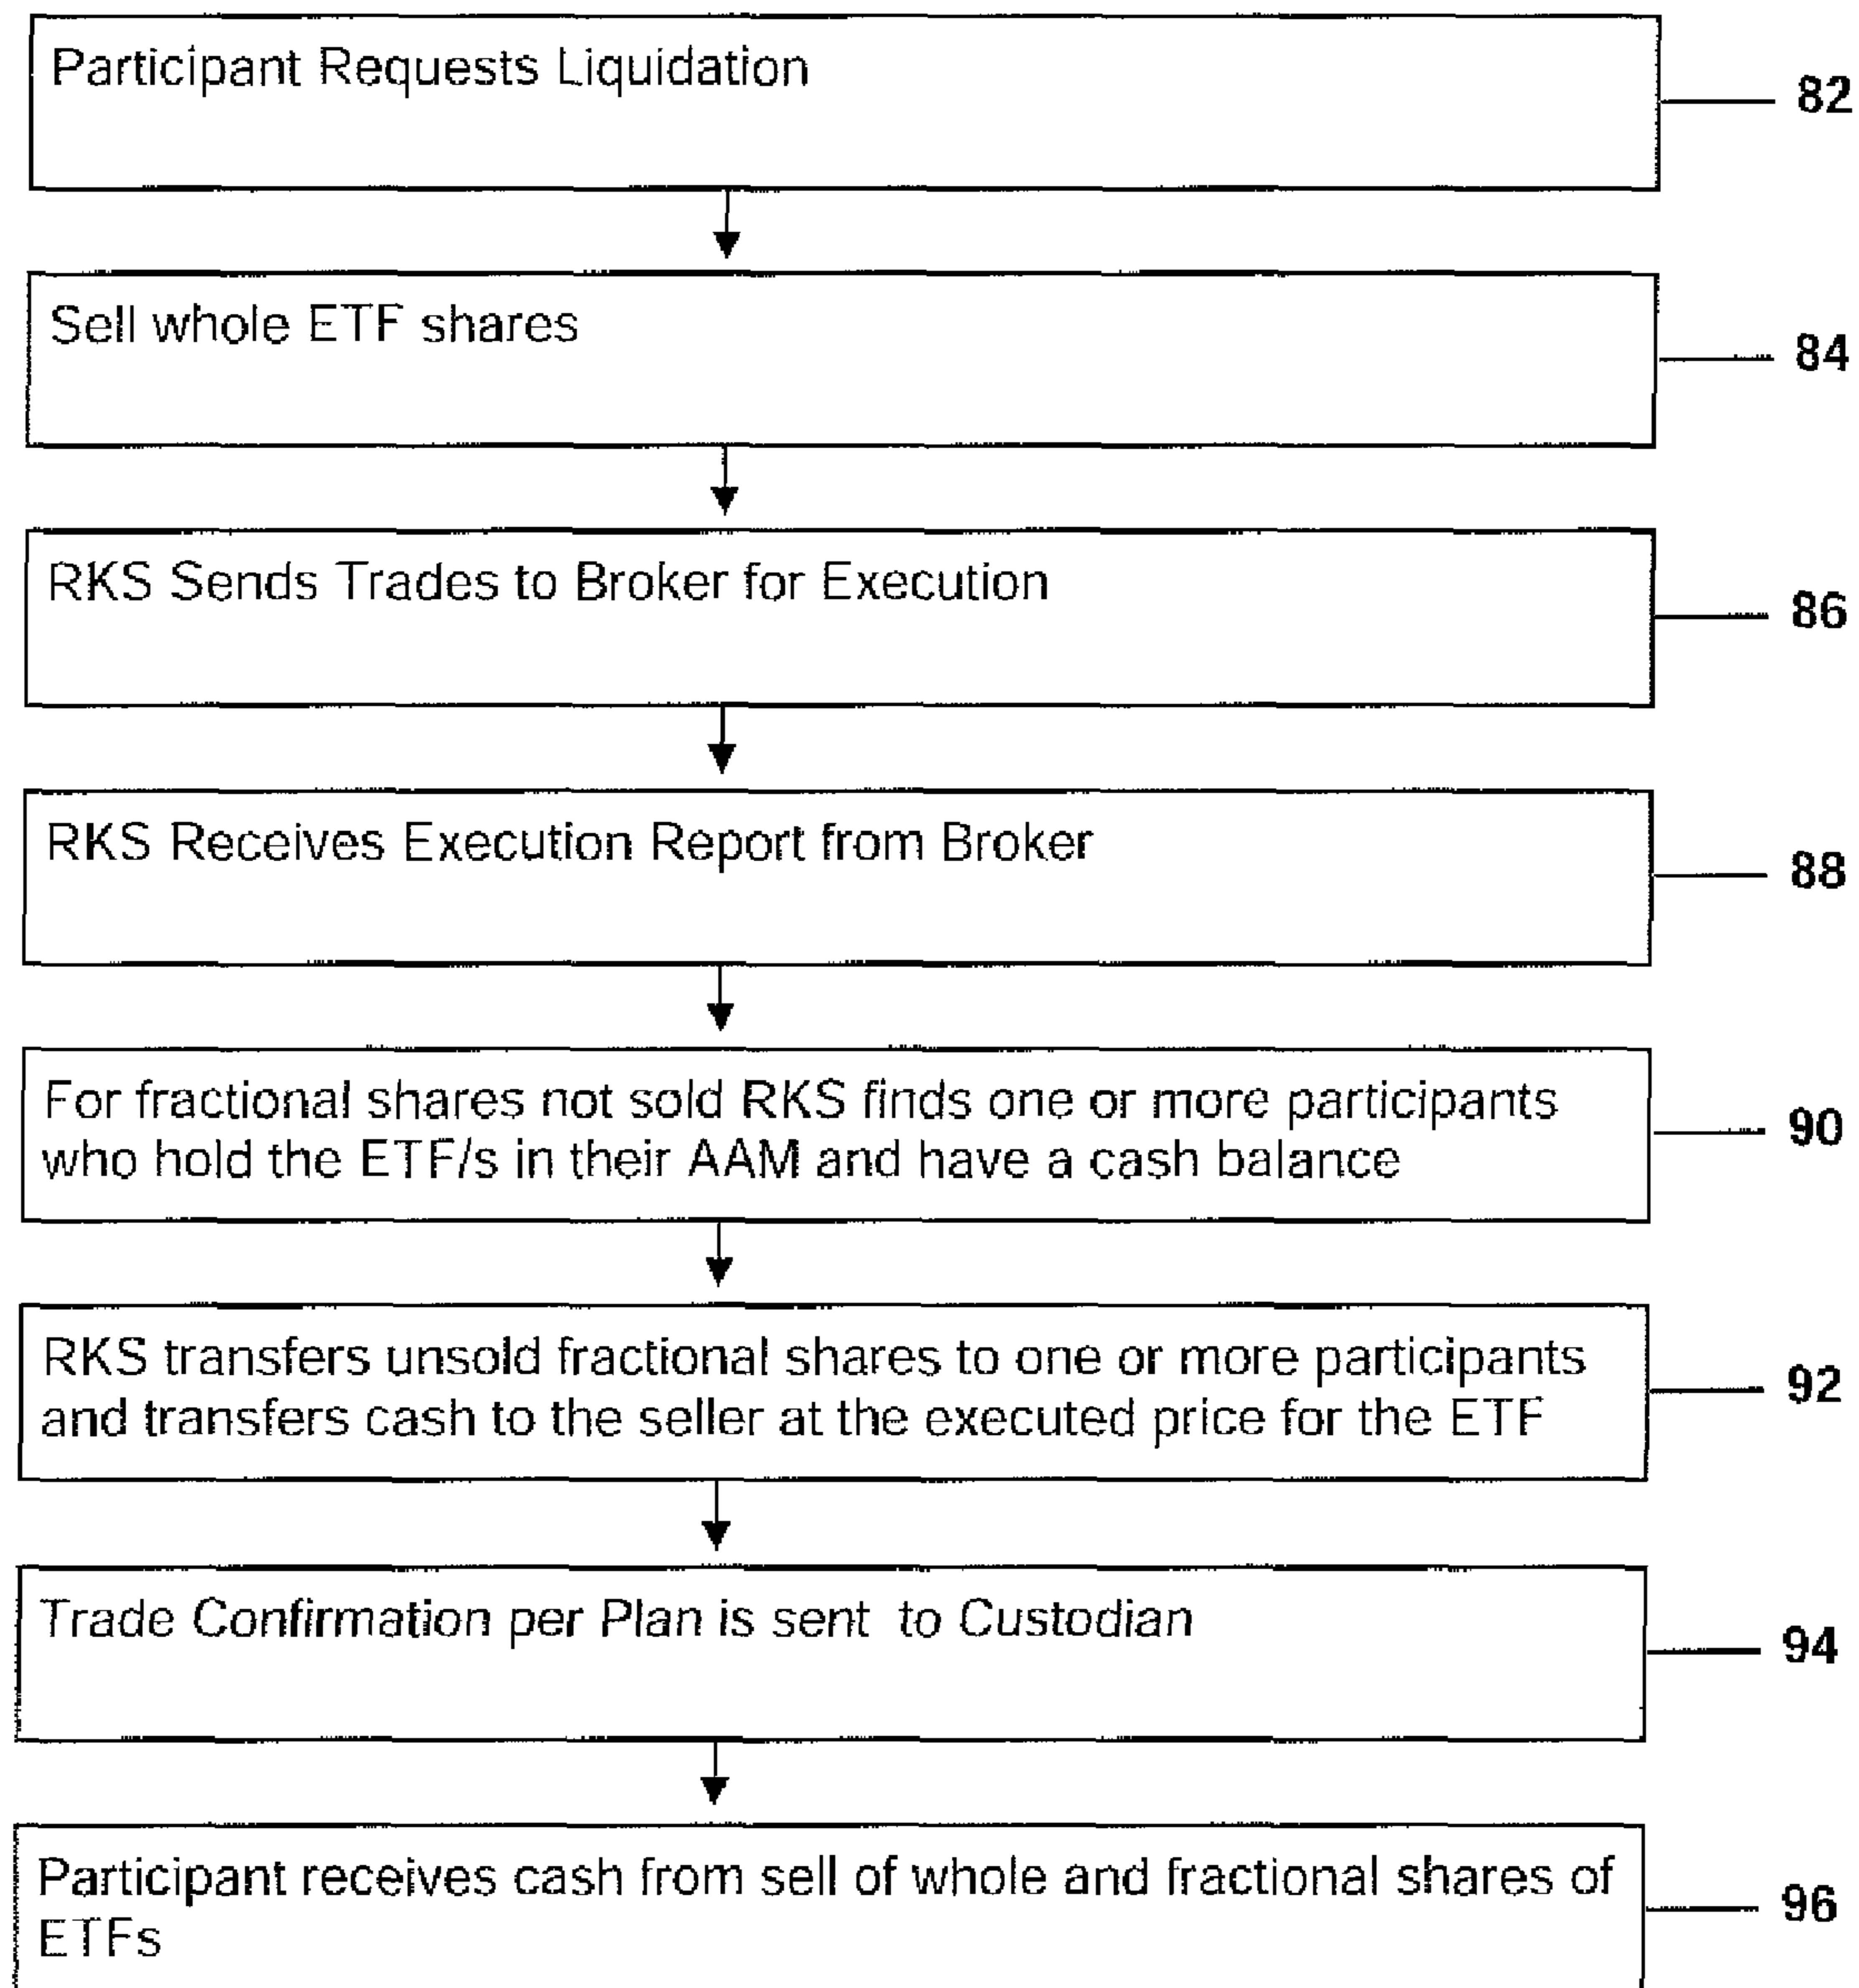 Participant Requests Liquidation
82
Sell whole ETF shares
84
RKS Sends Trades to Broker for Execution
86
RKS Receives Execution Report from Broker
88
For fractional shares not sold RKS finds one or more participants
who hold the ETF/s in their AAM and have a cash balance
90
RKS transfers unsold fractional shares to one or more participants
and transfers cash to the seller at the executed price for the ETF
92
Trade Confirmation per Plan is sent to Custodian
94
Participant receives cash from sell of whole and fractional shares of
ETFs
96